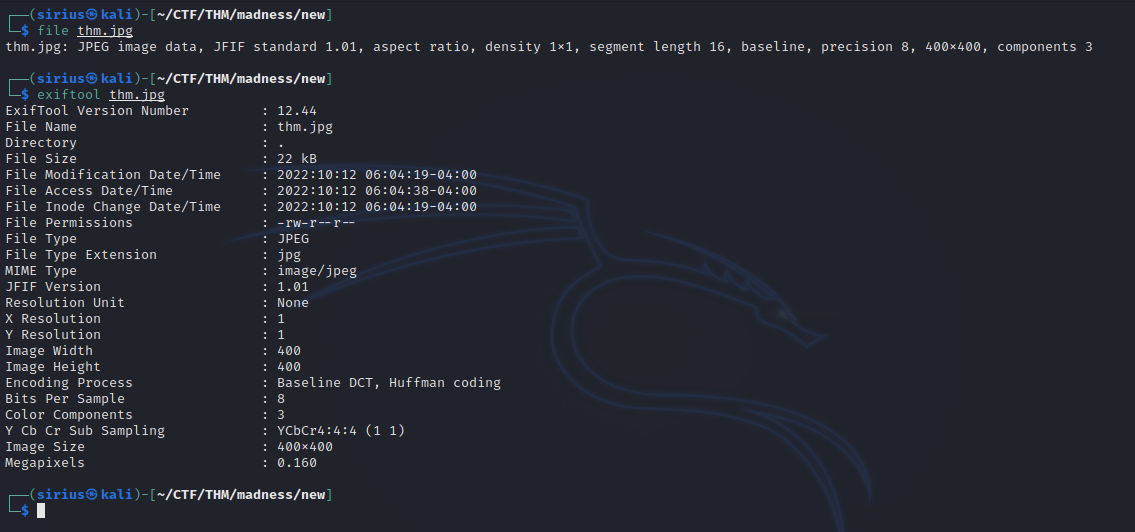 ┌──(sirius㉿kali)-[~/CTF/THM/madness/new]
└─$ file thm.jpg
thm.jpg: JPEG image data, JFIF standard 1.01, aspect ratio, density 1×1, segment length 16, baseline, precision 8, 400×400, components 3
┌──(sirius㉿kali)-[~/CTF/THM/madness/new]
└─$ exiftool thm.jpg
ExifTool Version Number : 12.44
File Name : thm.jpg
Directory : .
File Size : 22 kB
File Modification Date/Time : 2022:10:12 06:04:19-04:00
File Access Date/Time : 2022:10:12 06:04:38-04:00
File Inode Change Date/Time : 2022:10:12 06:04:19-04:00
File Permissions : -rw-r--r--
File Type : JPEG
File Type Extension : jpg
MIME Type : image/jpeg
JFIF Version : 1.01
Resolution Unit : None
X Resolution : 1
Y Resolution : 1
Image Width : 400
Image Height : 400
Encoding Process : Baseline DCT, Huffman coding
Bits Per Sample : 8
Color Components : 3
Y Cb Cr Sub Sampling : YCbCr4:4:4 (1 1)
Image Size : 400×400
Megapixels : 0.160
┌──(sirius㉿kali)-[~/CTF/THM/madness/new]
└─$